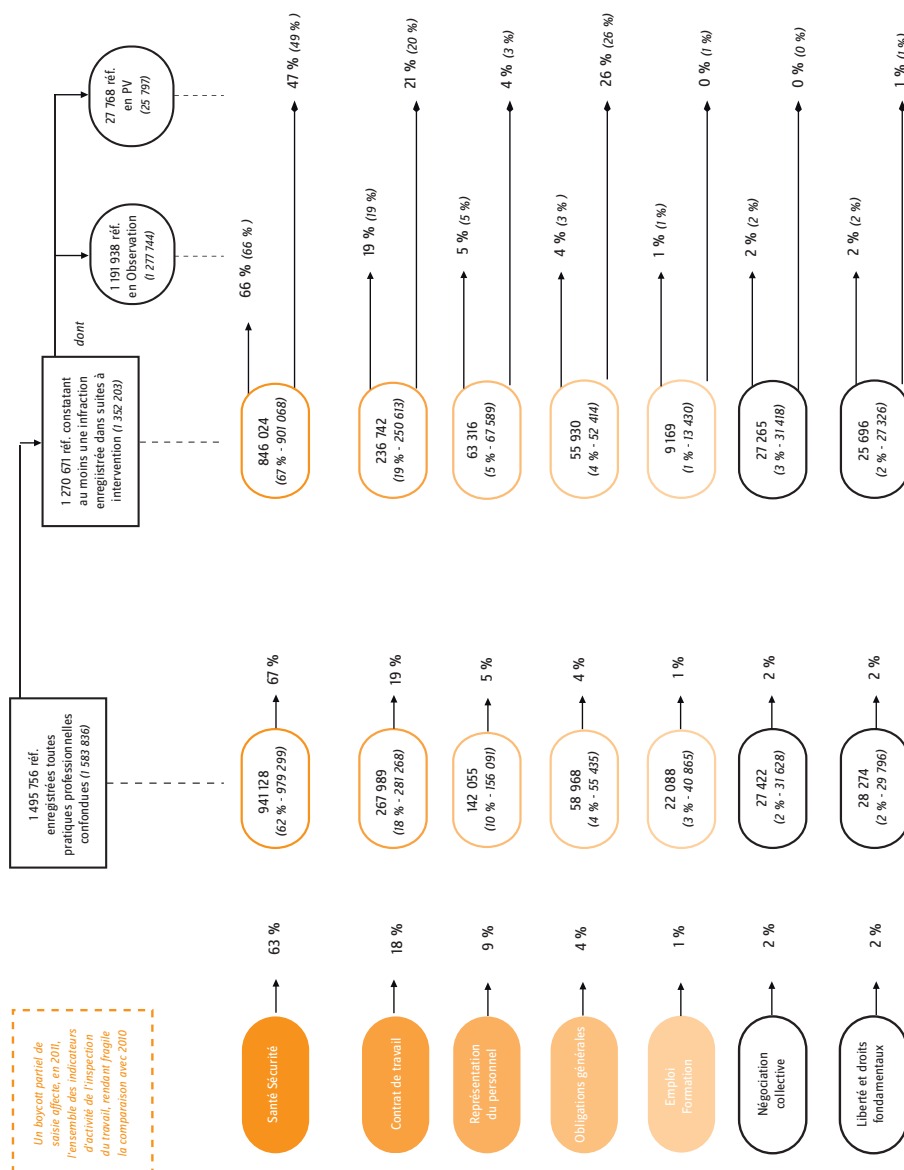 Un boycott partiel de
saisie affecte, en 2011,
l'ensemble des indicateurs
d'activité de l'inspection
du travail, rendant fragile
la comparaison avec 2010
1 495 756 réf.
enregistrées toutes
pratiques professionnelles
confondues (1 583 836)
1 270 671 réf. constatant
au moins une infraction
enregiistrée dans suites à
intervention (1 352 203)
dont
1 191 938 réf.
en Observation
(1 277 744)
27 768 réf.
en PV
(25 797)
Santé Sécurité
63 %
941 128
(62 % - 979 299)
67 %
846 024
(67 % - 901 068)
66 % (66 %)
47 % (49 %)
Contrat de travail
18 %
267 989
(18 % - 281 268)
19 %
236 742
(19 % - 250 613)
19 % (19 %)
21 % (20 %)
Représentation
du personnel
9 %
142 055
(10 % - 156 091)
5 %
63 316
(5 % - 67 589)
5 % (5 %)
4 % (3 %)
Obligations générales
4 %
58 968
(4 % - 55 435)
4 %
55 930
(4 % - 52 414)
4 % (3 %)
26 % (26 %)
Emploi
Formation
1 %
22 088
(3 % - 40 865)
1 %
9 169
(1 % - 13 430)
1 % (1 %)
0 % (1 %)
Négociation
collective
2 %
27 422
(2 % - 31 628)
2 %
27 265
(3 % - 31 418)
2 % (2 %)
0 % (0 %)
Liberté et droits
fondamentaux
2 %
28 274
(2 % - 29 796)
2 %
25 696
(2 % - 27 326)
2 % (2 %)
1 % (1 %)